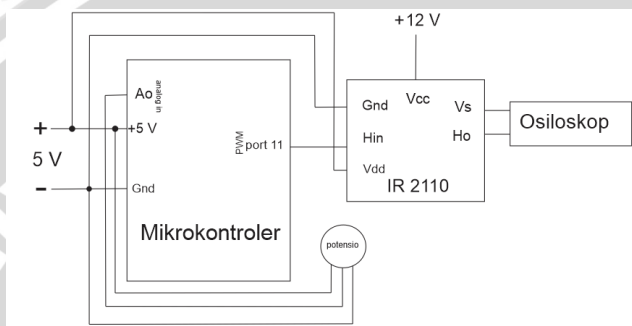 +12 V
Ao
analog in
+
5 V
-
+5 V
PWM
port 11
Gnd
Mikrokontroler
Gnd
Vcc
Vs
Hin
Ho
Vdd
IR 2110
Osiloskop
potensio